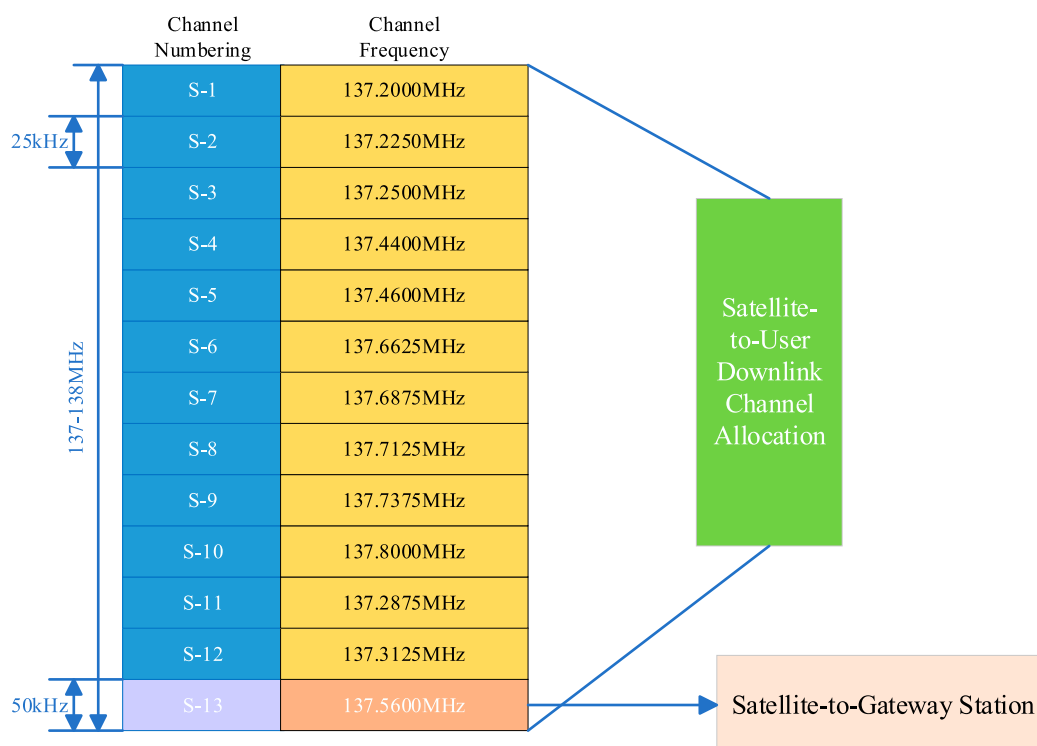 Channel
Numbering
Channel
Frequency
S-1 137.2000MHz
25kHz
S-2 137.2250MHz
S-3 137.2500MHz
S-4 137.4400MHz
S-5 137.4600MHz
S-6 137.6625MHz
137-138MHz
S-7 137.6875MHz
S-8 137.7125MHz
S-9 137.7375MHz
S-10 137.8000MHz
S-11 137.2875MHz
S-12 137.3125MHz
50kHz
S-13 137.5600MHz
Satellite-
to-User
Downlink
Channel
Allocation
Satellite-to-Gateway Station